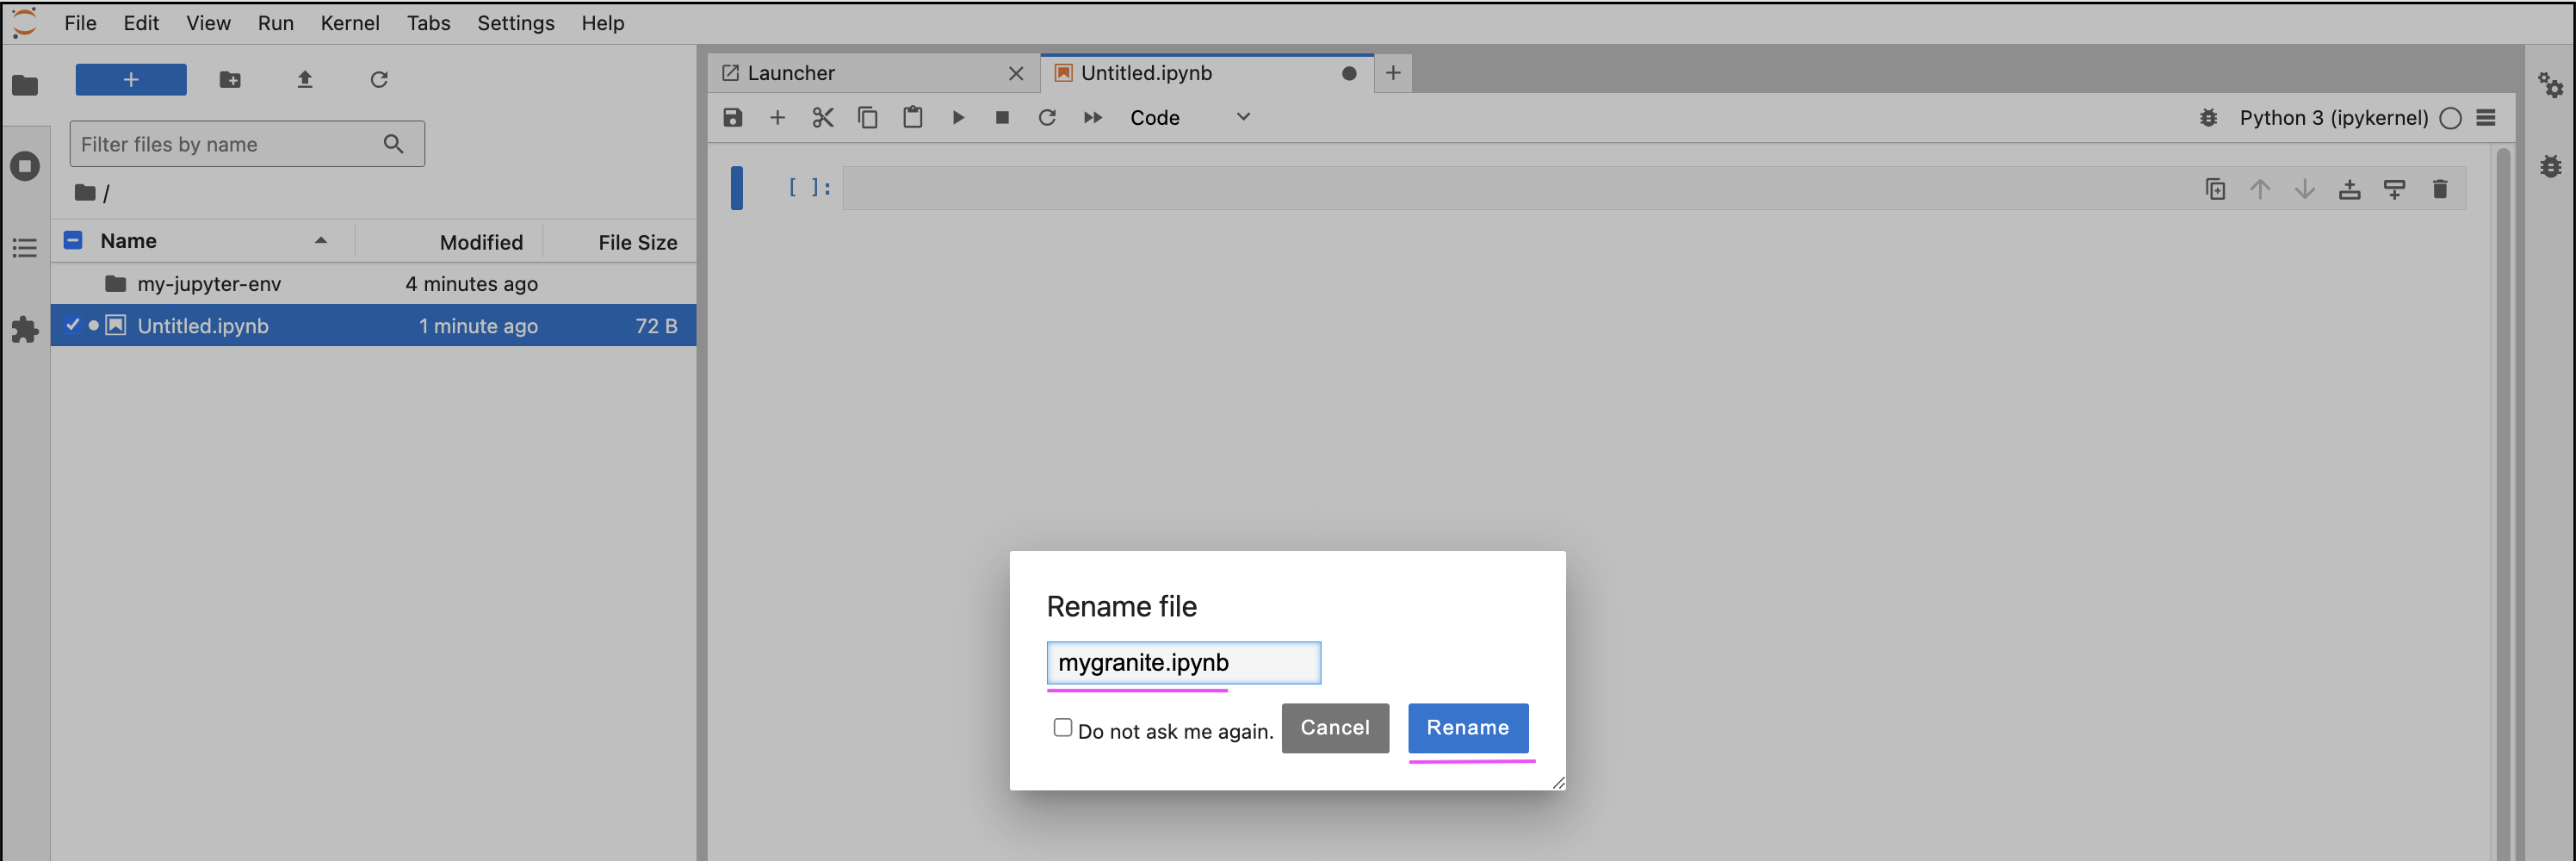 File Edit View Run Kernel Tabs Settings Help
Filter files by name
/
Name Modified File Size
my-jupyter-env 4 minutes ago
Untitled.ipynb 1 minute ago 72 B
Launcher Untitled.ipynb
Code Python 3 (ipykernel)
[ ]:
Rename file
mygranite.ipynb
Do not ask me again. Cancel Rename